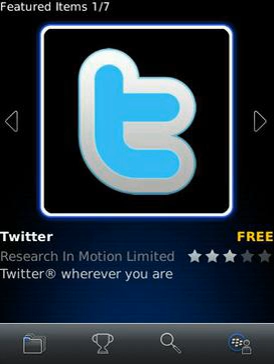 Featured Items 1/7
Twitter FREE
Research In Motion Limited
Twitter® wherever you are